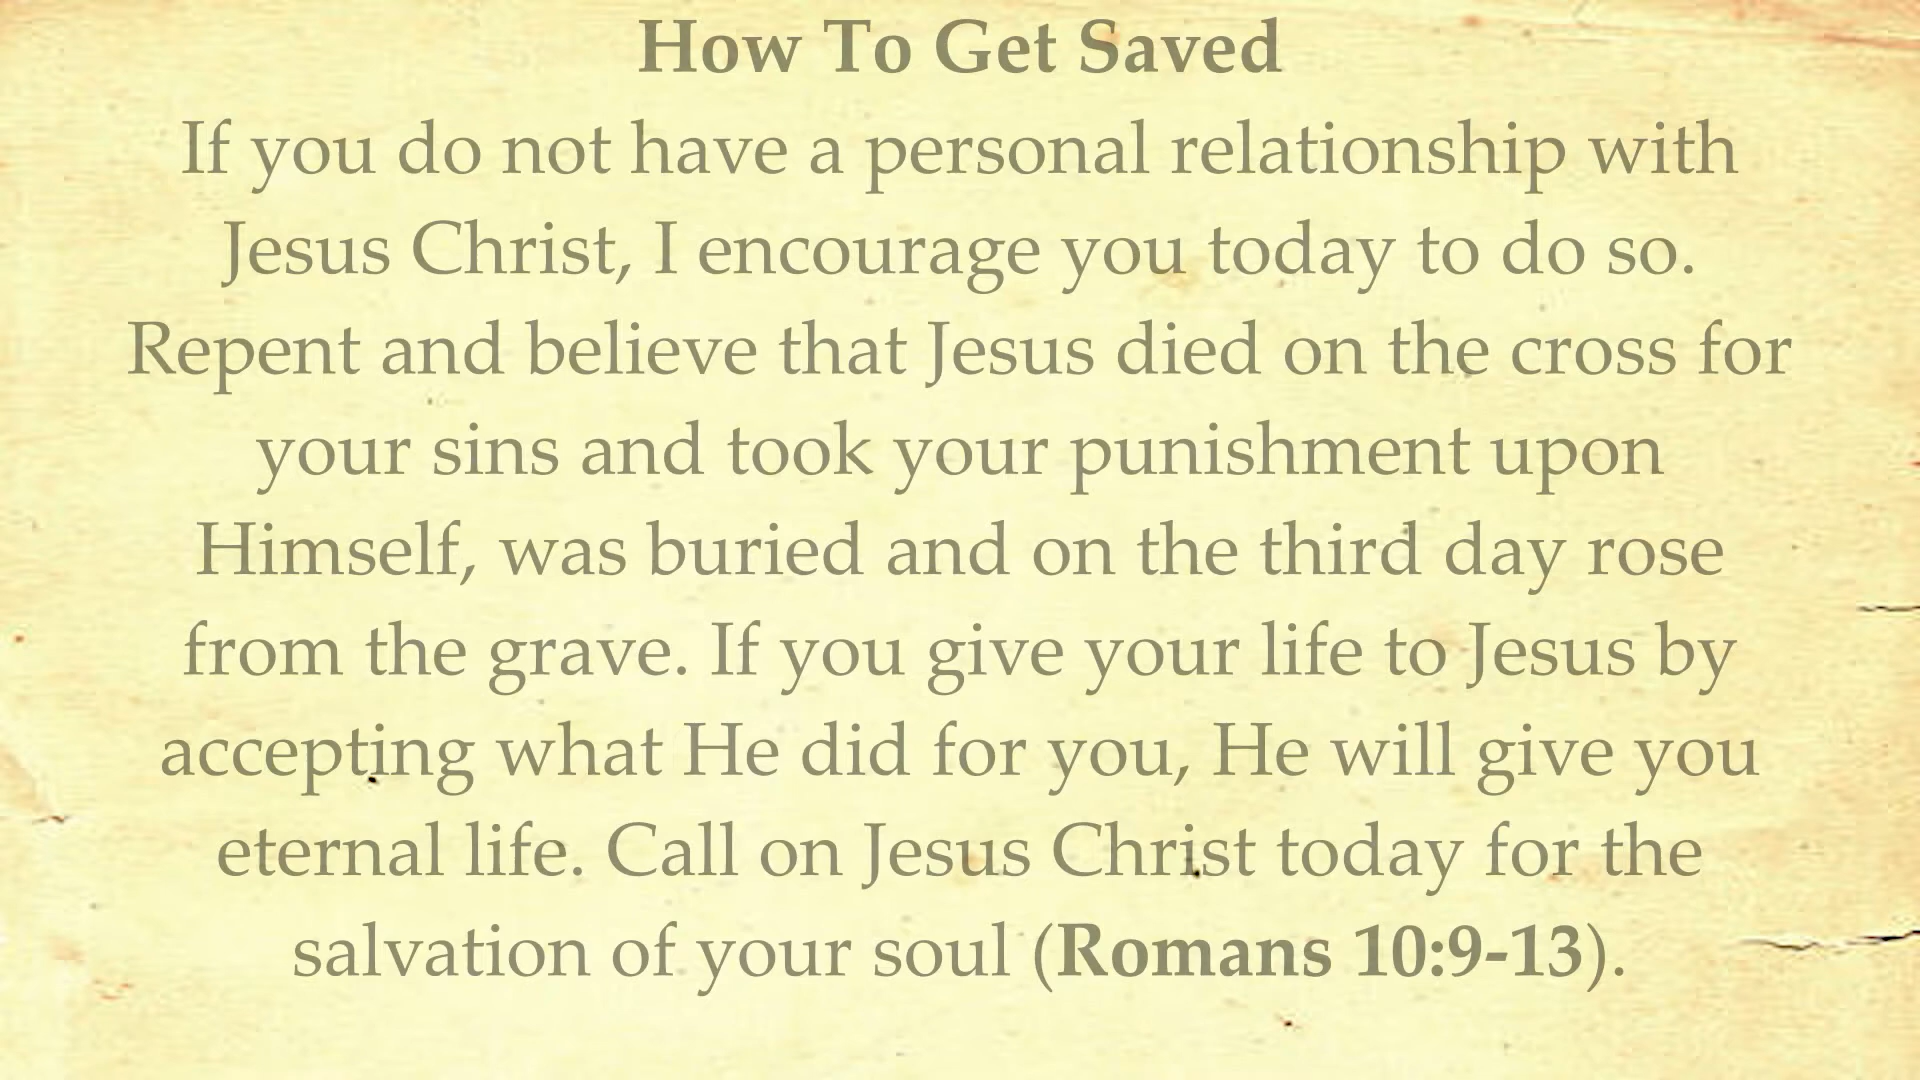 How To Get Saved
If you do not have a personal relationship with
Jesus Christ, I encourage you today to do so.
Repent and believe that Jesus died on the cross for
your sins and took your punishment upon
Himself, was buried and on the third day rose
from the grave. If you give your life to Jesus by
accepting what He did for you, He will give you
eternal life. Call on Jesus Christ today for the
salvation of your soul (Romans 10:9-13).